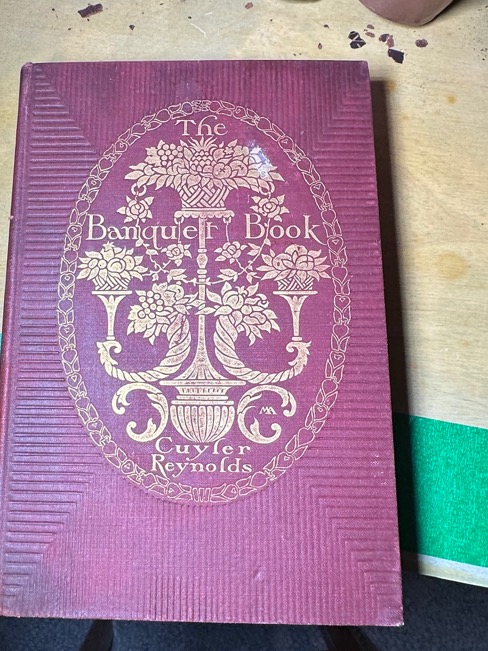 The
Banquet Book
MA
Cuyler
Reynolds